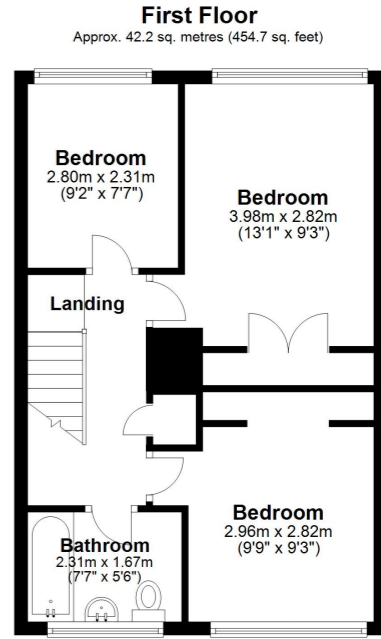 First Floor
Approx. 42.2 sq. metres (454.7 sq. feet)
Bedroom
2.80m x 2.31m
(9'2" x 7'7")
Bedroom
3.98m x 2.82m
(13'1" x 9'3")
Landing
Bedroom
2.96m x 2.82m
(9'9" x 9'3")
Bathroom
2.31m x 1.67m
(7'7" x 5'6")